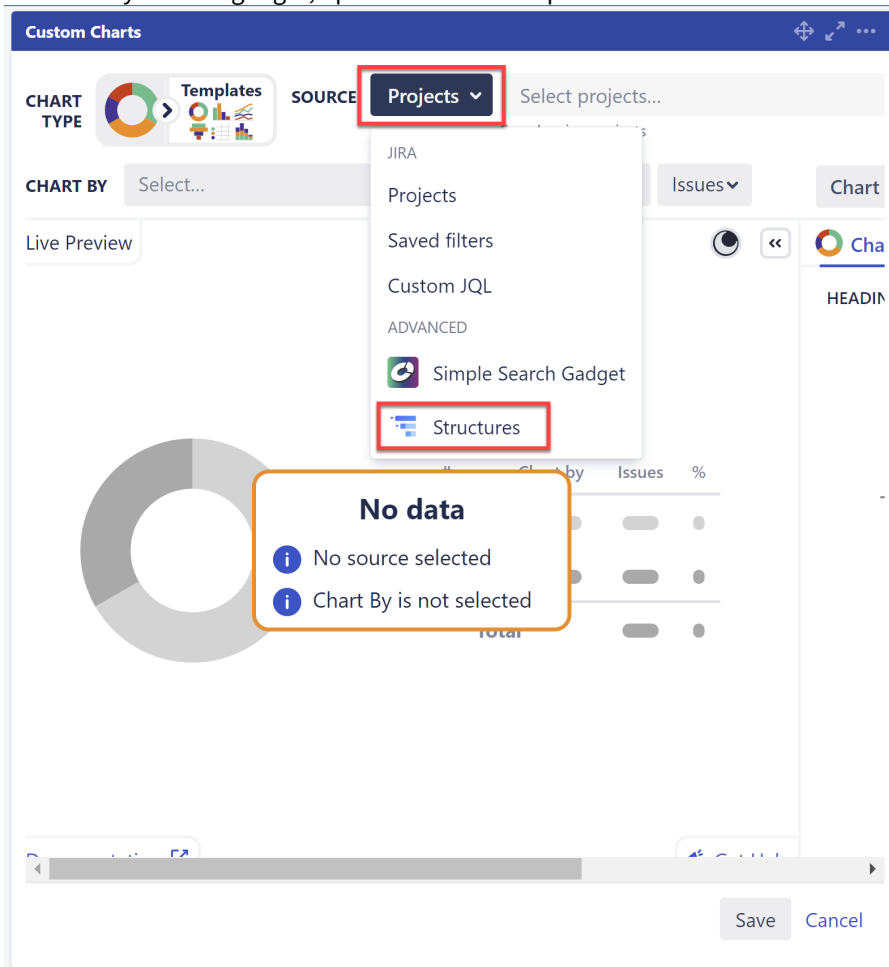 Custom Charts
CHART TYPE
Templates
SOURCE
Projects
Select projects...
JIRA
Projects
Saved filters
Custom JQL
ADVANCED
Simple Search Gadget
Structures
CHART BY
Select...
Issues
Chart
Live Preview
Cha
HEADIN
# Chart by Issues %
No data
No source selected
Chart By is not selected
Total
Save
Cancel